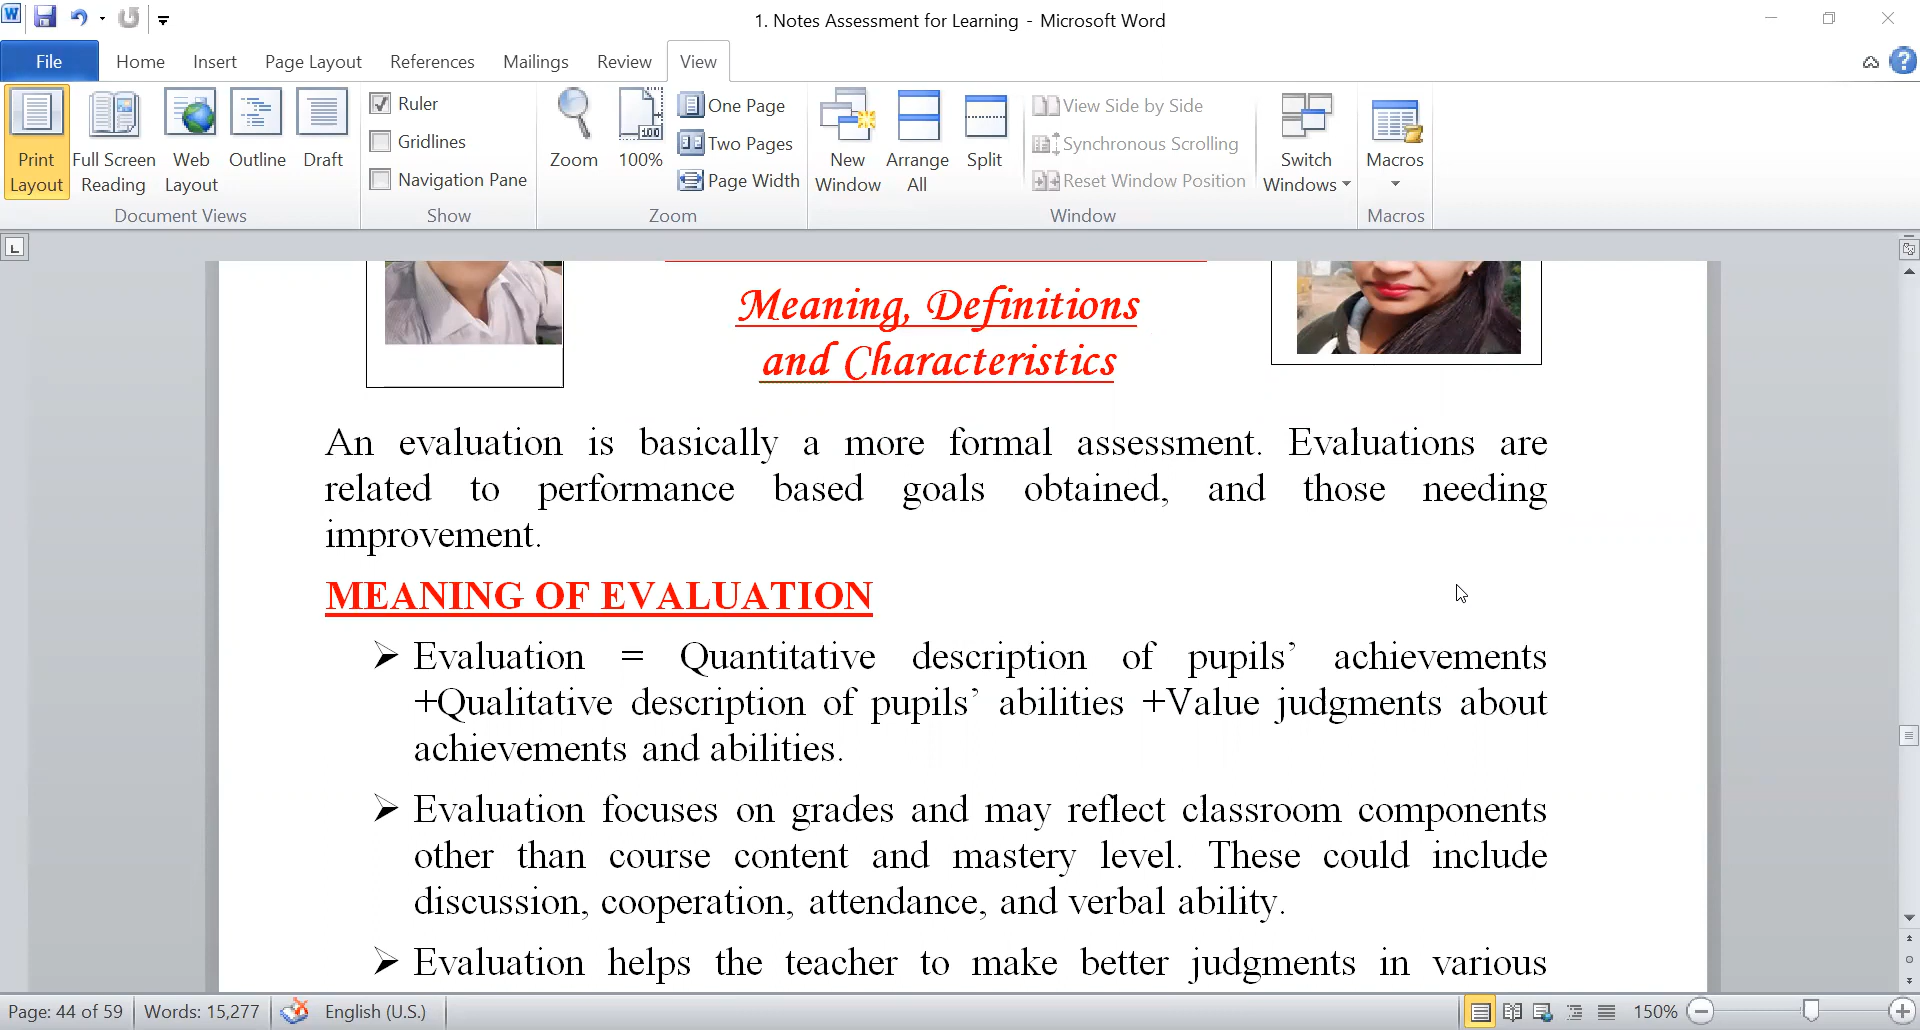 1. Notes Assessment for Learning - Microsoft Word
File Home Insert Page Layout References Mailings Review View
Print Layout
Full Screen Reading
Web Layout
Outline
Draft
Document Views
Ruler
Gridlines
Navigation Pane
Show
Zoom
100%
One Page
Two Pages
Page Width
Zoom
New Window
Arrange All
Split
View Side by Side
Synchronous Scrolling
Reset Window Position
Window
Switch Windows
Macros
Macros
Meaning, Definitions
and Characteristics
An evaluation is basically a more formal assessment. Evaluations are
related to performance based goals obtained, and those needing
improvement.
MEANING OF EVALUATION
➢ Evaluation = Quantitative description of pupils’ achievements
+Qualitative description of pupils’ abilities +Value judgments about
achievements and abilities.
➢ Evaluation focuses on grades and may reflect classroom components
other than course content and mastery level. These could include
discussion, cooperation, attendance, and verbal ability.
➢ Evaluation helps the teacher to make better judgments in various
Page: 44 of 59 Words: 15,277 English (U.S.) 150%